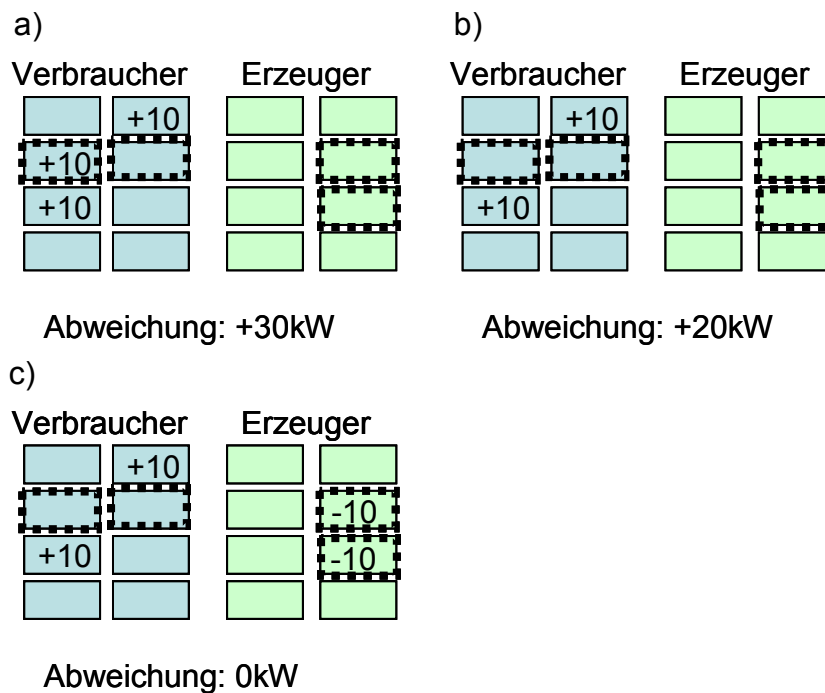 a)
Verbraucher Erzeuger
+10
+10
+10
Abweichung: +30kW
b)
Verbraucher Erzeuger
+10
+10
Abweichung: +20kW
c)
Verbraucher Erzeuger
+10
-10
+10 -10
Abweichung: 0kW